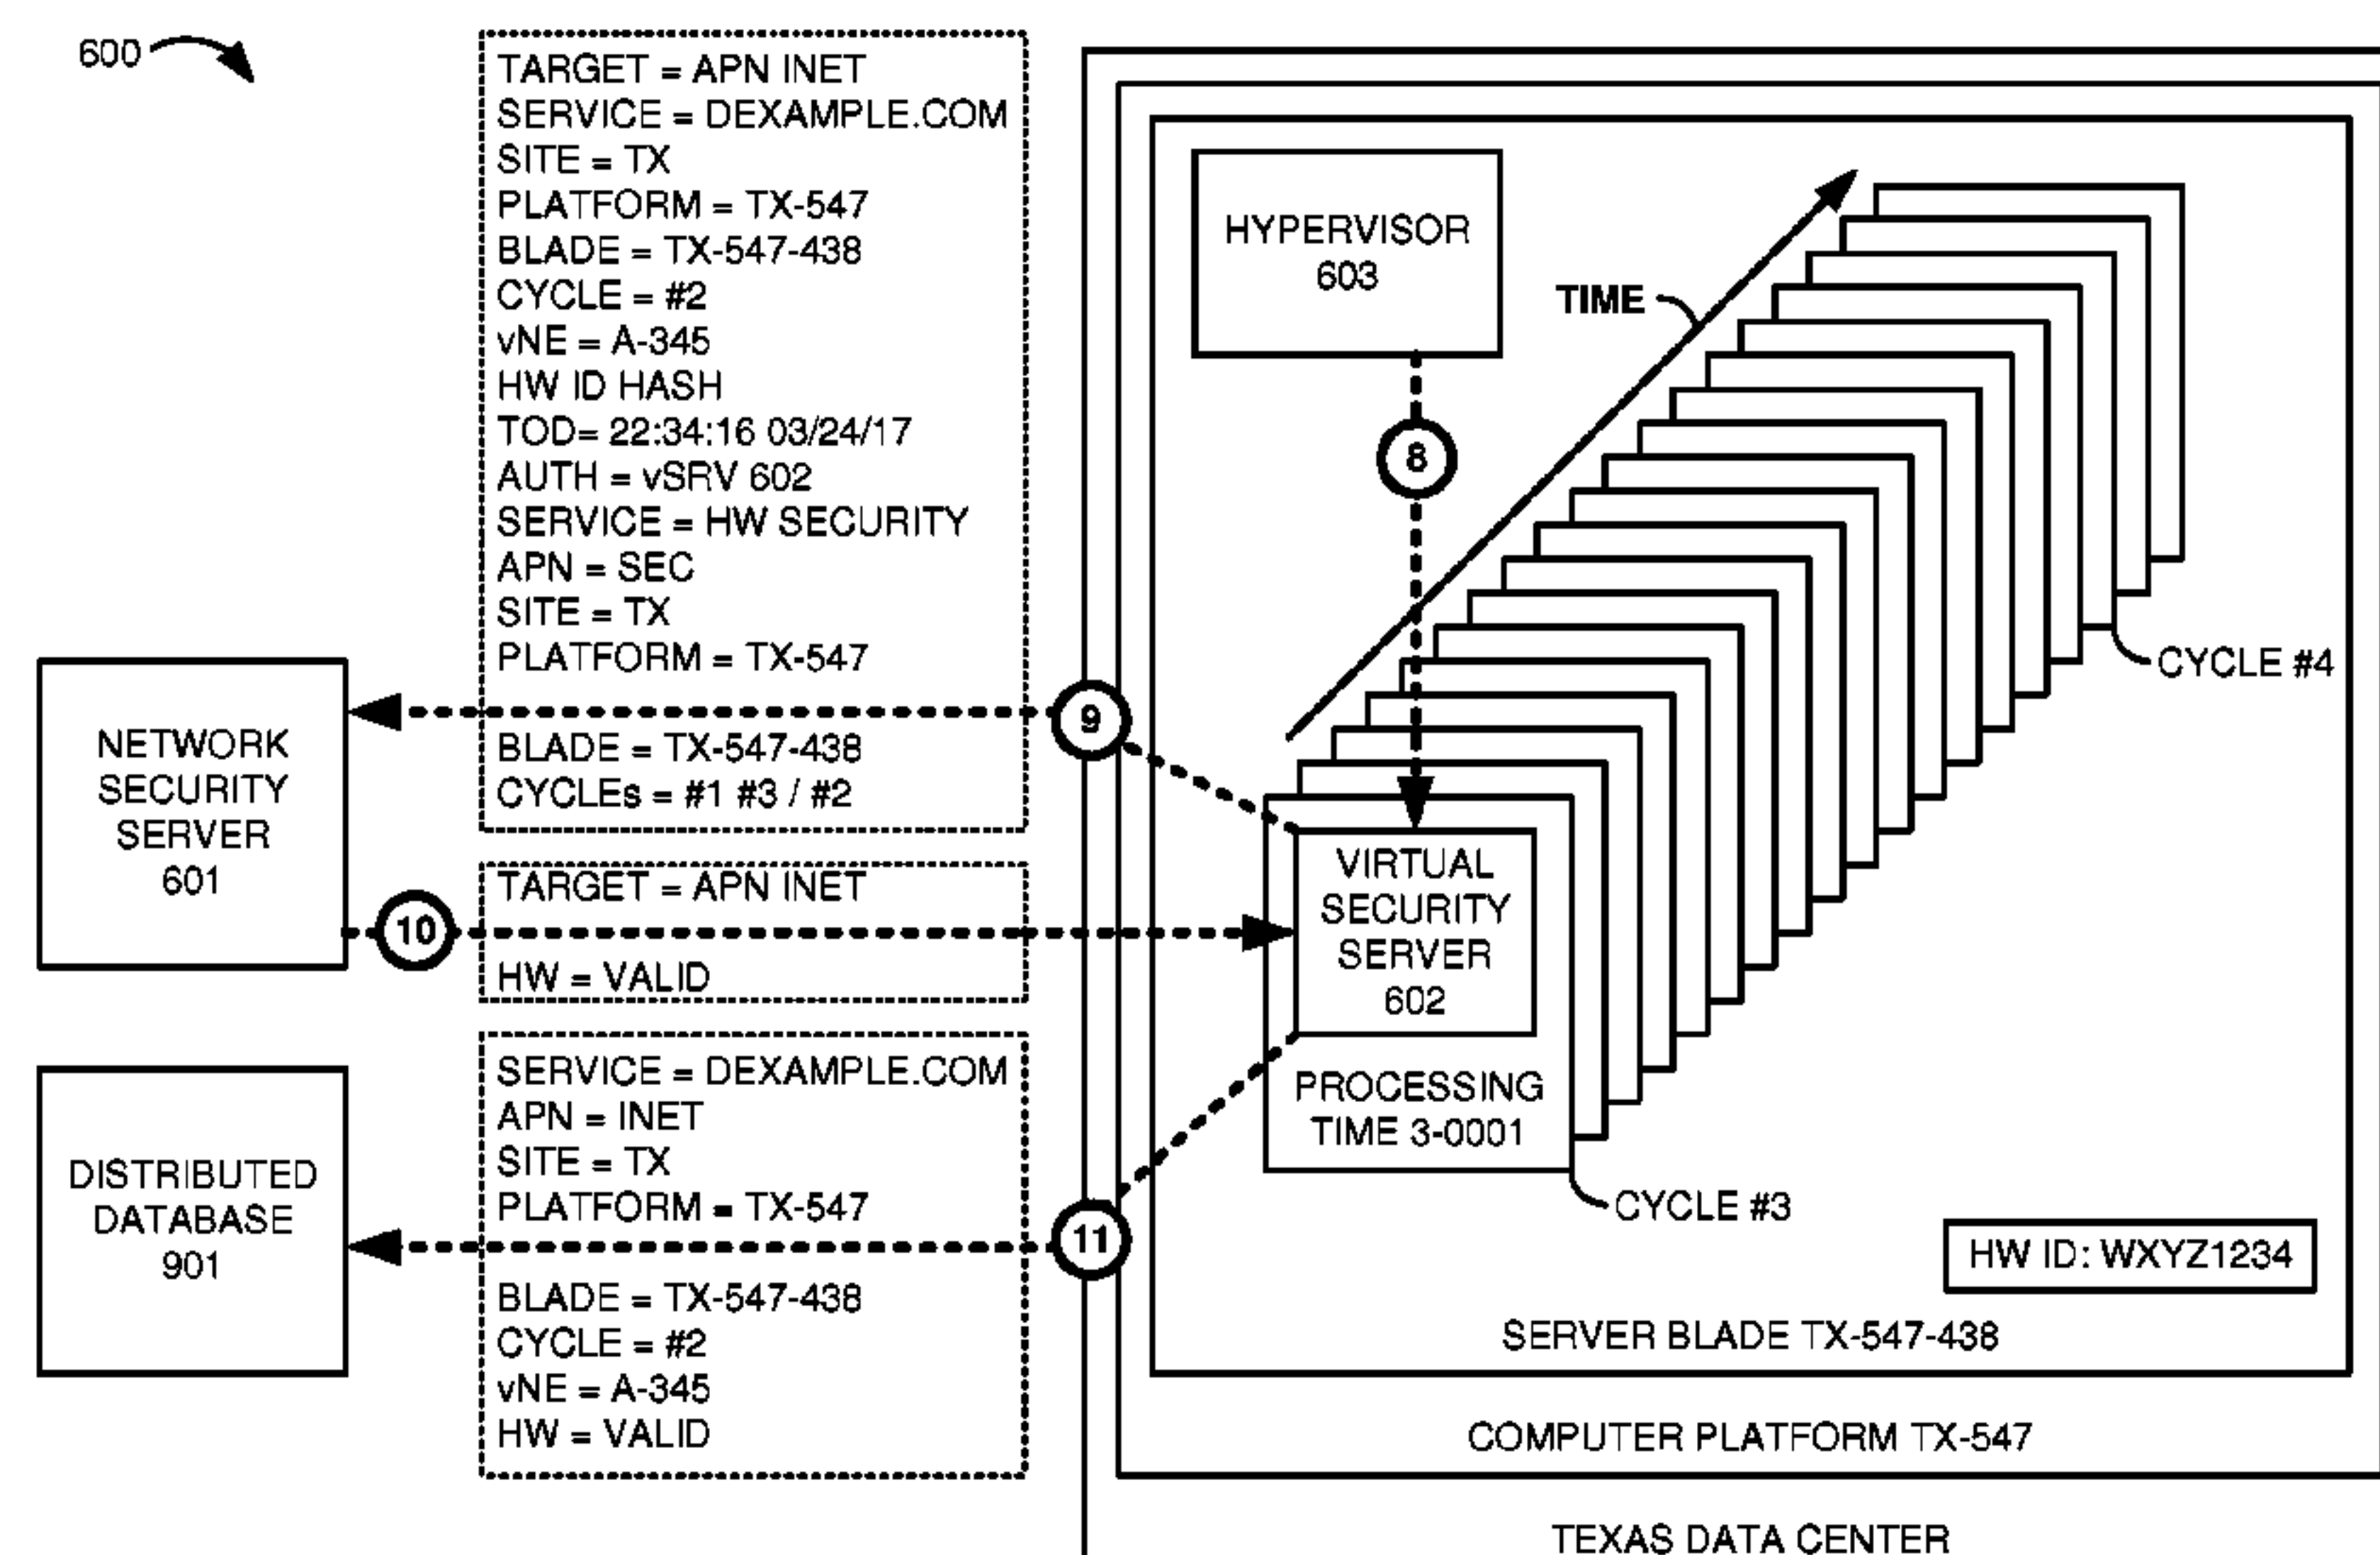 600
TARGET = APN INET
SERVICE = DEXAMPLE.COM
SITE = TX
PLATFORM = TX-547
BLADE = TX-547-438
CYCLE = #2
vNE = A-345
HW ID HASH
TOD= 22:34:16 03/24/17
AUTH = vSRV 602
SERVICE = HW SECURITY
APN = SEC
SITE = TX
PLATFORM = TX-547
BLADE = TX-547-438
CYCLEs = #1 #3 / #2
NETWORK
SECURITY
SERVER
601
9
10
TARGET = APN INET
HW = VALID
DISTRIBUTED
DATABASE
901
SERVICE = DEXAMPLE.COM
APN = INET
SITE = TX
PLATFORM = TX-547
BLADE = TX-547-438
CYCLE = #2
vNE = A-345
HW = VALID
11
HYPERVISOR
603
8
TIME
CYCLE #4
VIRTUAL
SECURITY
SERVER
602
PROCESSING
TIME 3-0001
CYCLE #3
HW ID: WXYZ1234
SERVER BLADE TX-547-438
COMPUTER PLATFORM TX-547
TEXAS DATA CENTER